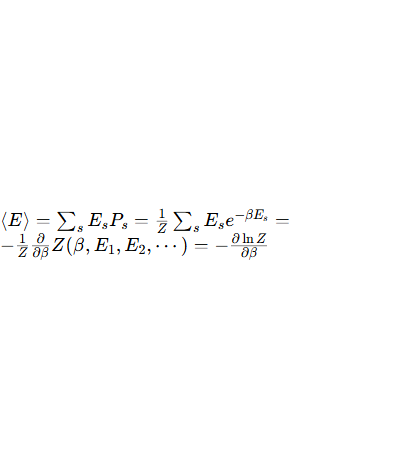 ⟨E⟩ = ∑_s E_s P_s = \frac{1}{Z} ∑_s E_s e^{−βE_s} =
−\frac{1}{Z} \frac{∂}{∂β} Z(β, E_1, E_2, ⋯) = −\frac{∂ ln Z}{∂β}